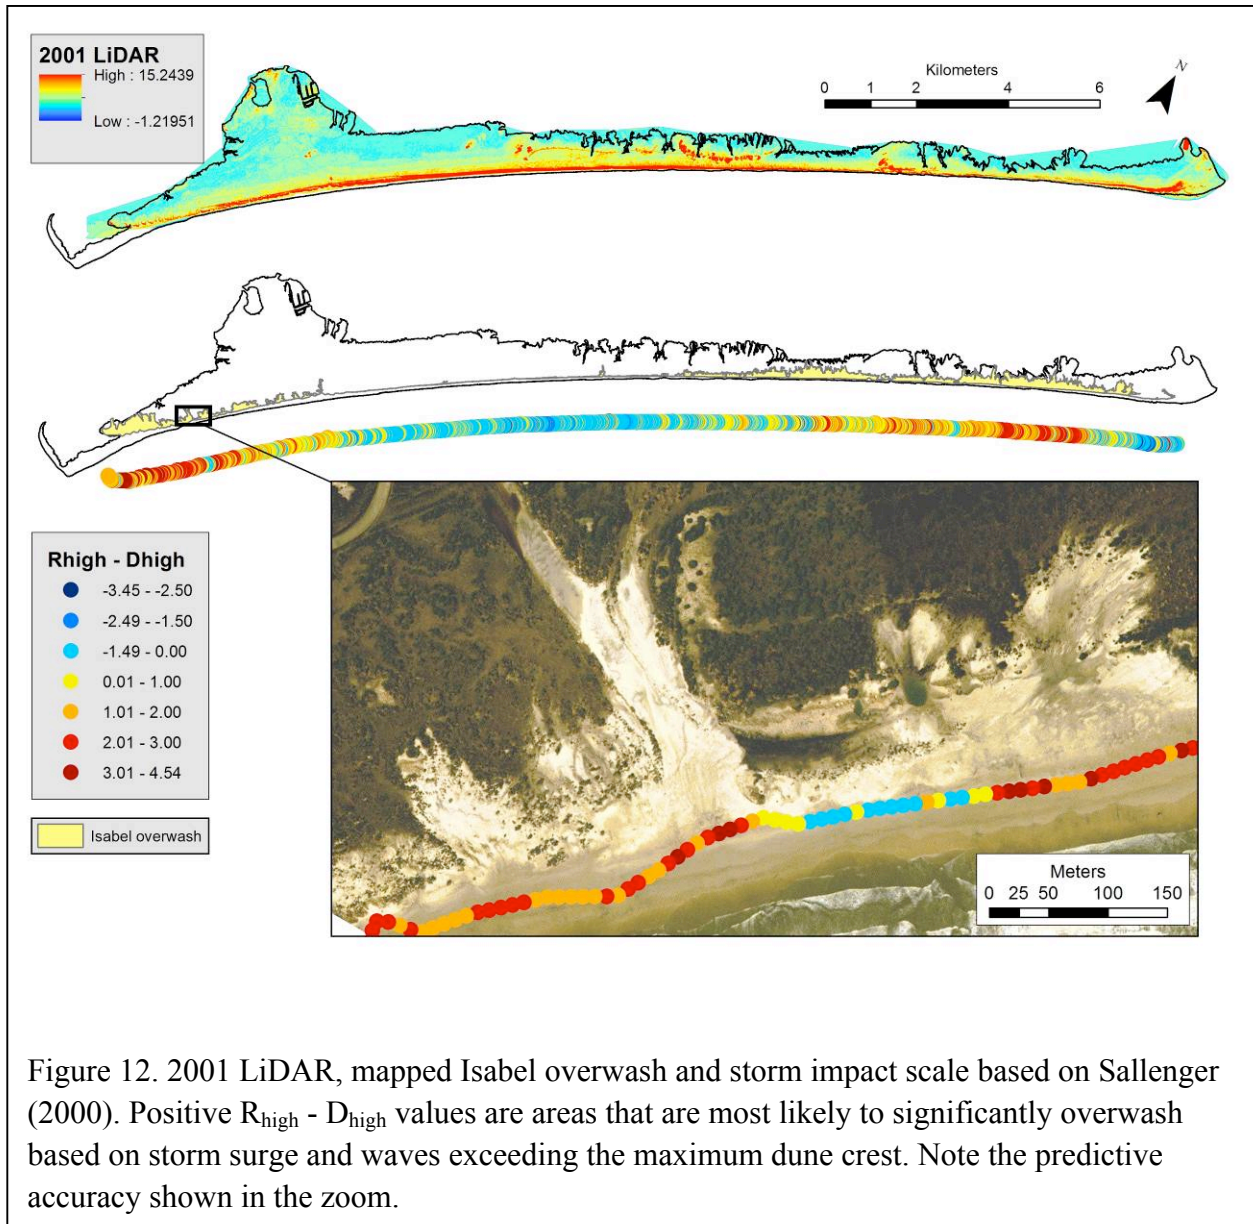 2001 LiDAR
High : 15.2439
Low : -1.21951
Kilometers
0 1 2 4 6
N
Rhigh - Dhigh
-3.45 - -2.50
-2.49 - -1.50
-1.49 - 0.00
0.01 - 1.00
1.01 - 2.00
2.01 - 3.00
3.01 - 4.54
Isabel overwash
Meters
0 25 50 100 150
Figure 12. 2001 LiDAR, mapped Isabel overwash and storm impact scale based on Sallenger
(2000). Positive Rhigh - Dhigh values are areas that are most likely to significantly overwash
based on storm surge and waves exceeding the maximum dune crest. Note the predictive
accuracy shown in the zoom.